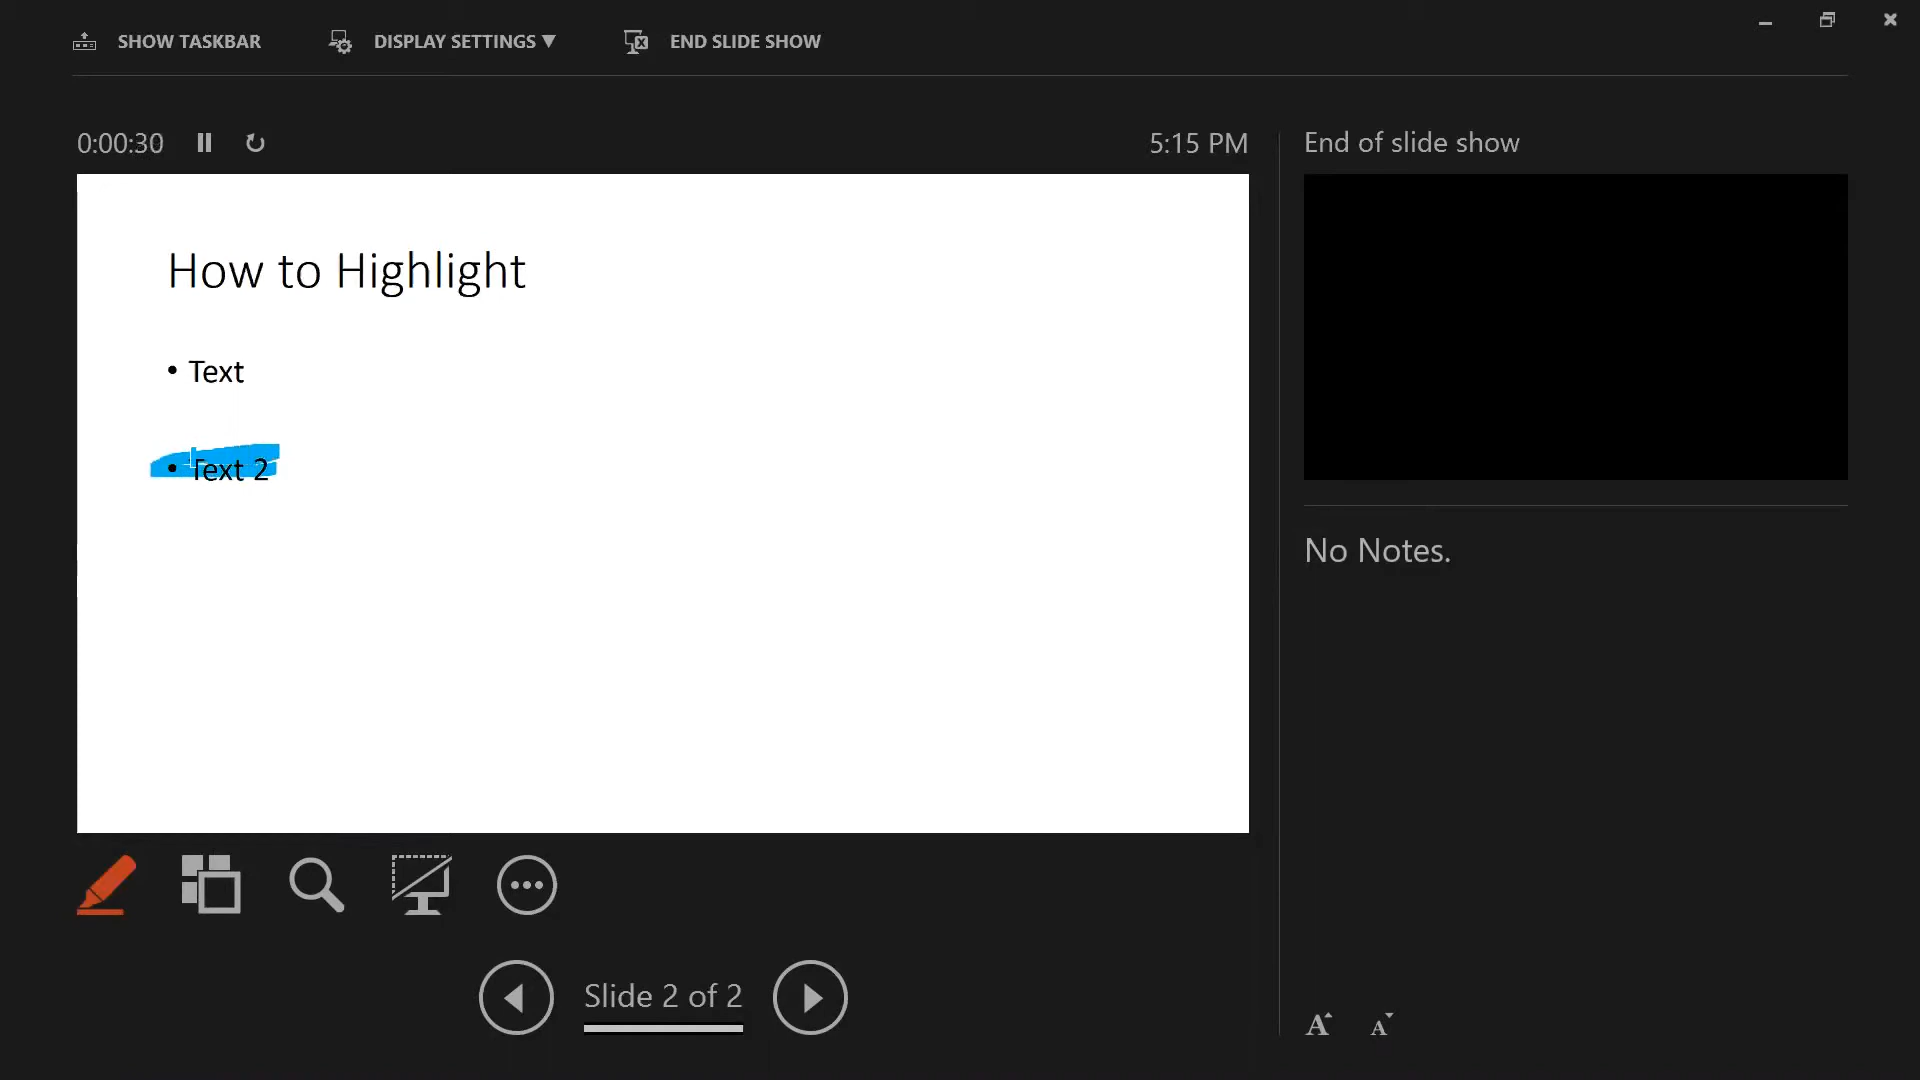 SHOW TASKBAR
DISPLAY SETTINGS ▼
END SLIDE SHOW
0:00:30
5:15 PM
How to Highlight
• Text
• Text 2
Slide 2 of 2
End of slide show
No Notes.
A
A